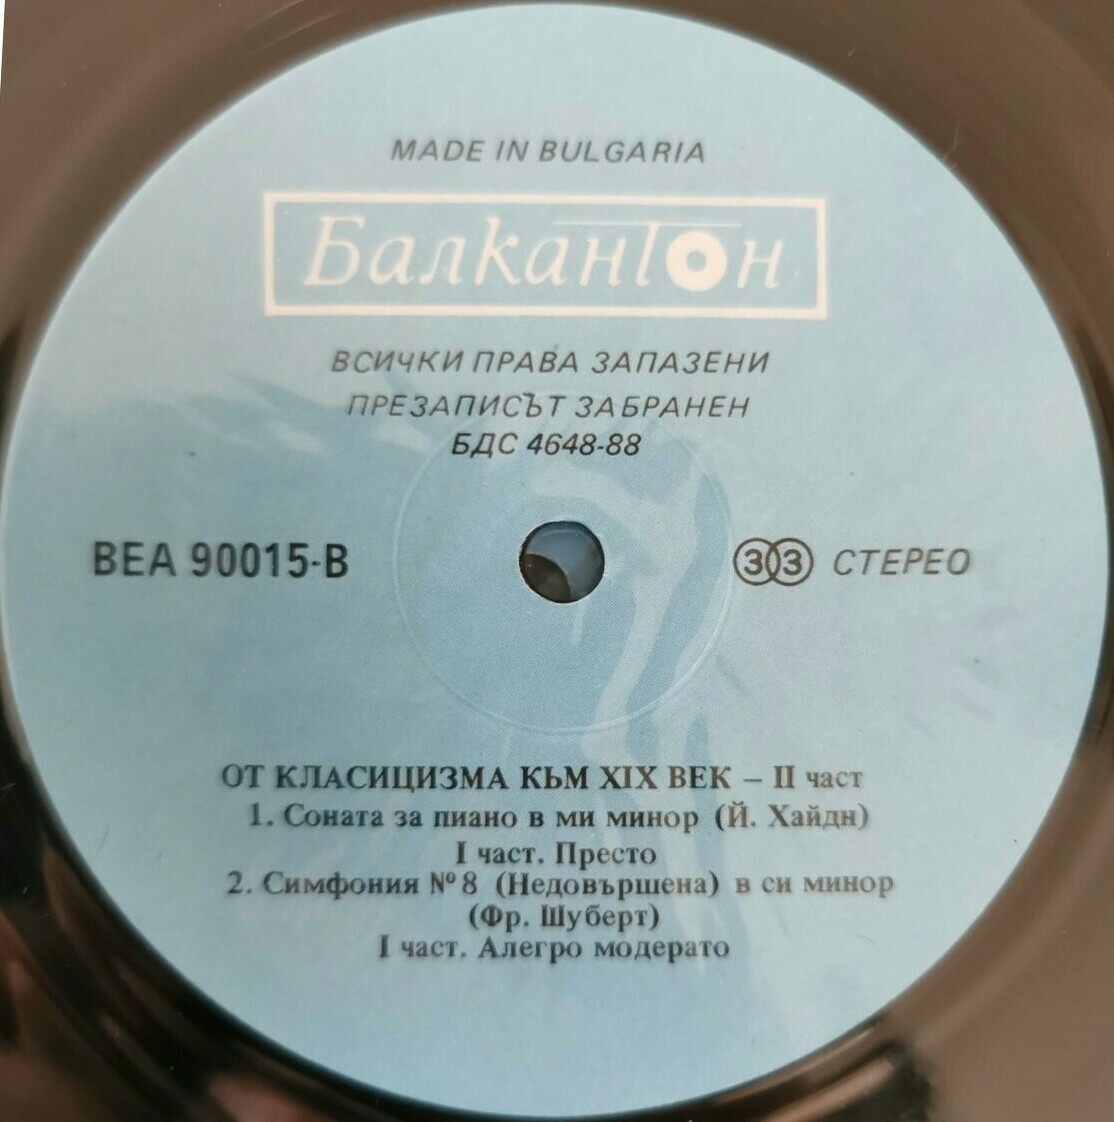 MADE IN BULGARIA
Балкантон
ВСИЧКИ ПРАВА ЗАПАЗЕНИ
ПРЕЗАПИСЪТ ЗАБРАНЕН
БДС 4648-88
ВЕА 90015-В
33 СТЕРЕО
ОТ КЛАСИЦИЗМА КЪМ XIX ВЕК – II част
1. Соната за пиано в ми минор (Й. Хайдн)
I част. Престо
2. Симфония №8 (Недовършена) в си минор
(Фр. Шуберт)
I част. Алегро модерато